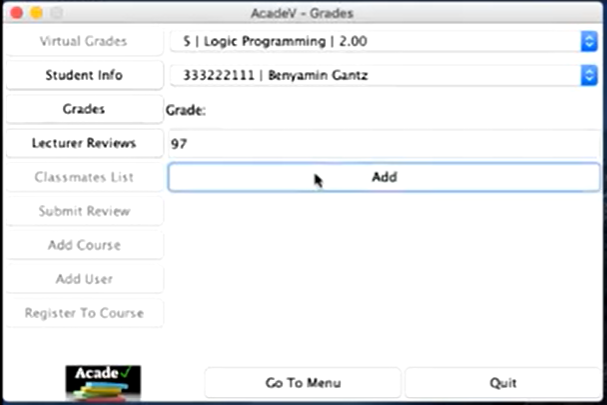 AcadeV - Grades
Virtual Grades
5 | Logic Programming | 2.00
Student Info
333222111 | Benyamin Gantz
Grades
Grade:
Lecturer Reviews
97
Classmates List
Add
Submit Review
Add Course
Add User
Register To Course
Acade
Go To Menu
Quit